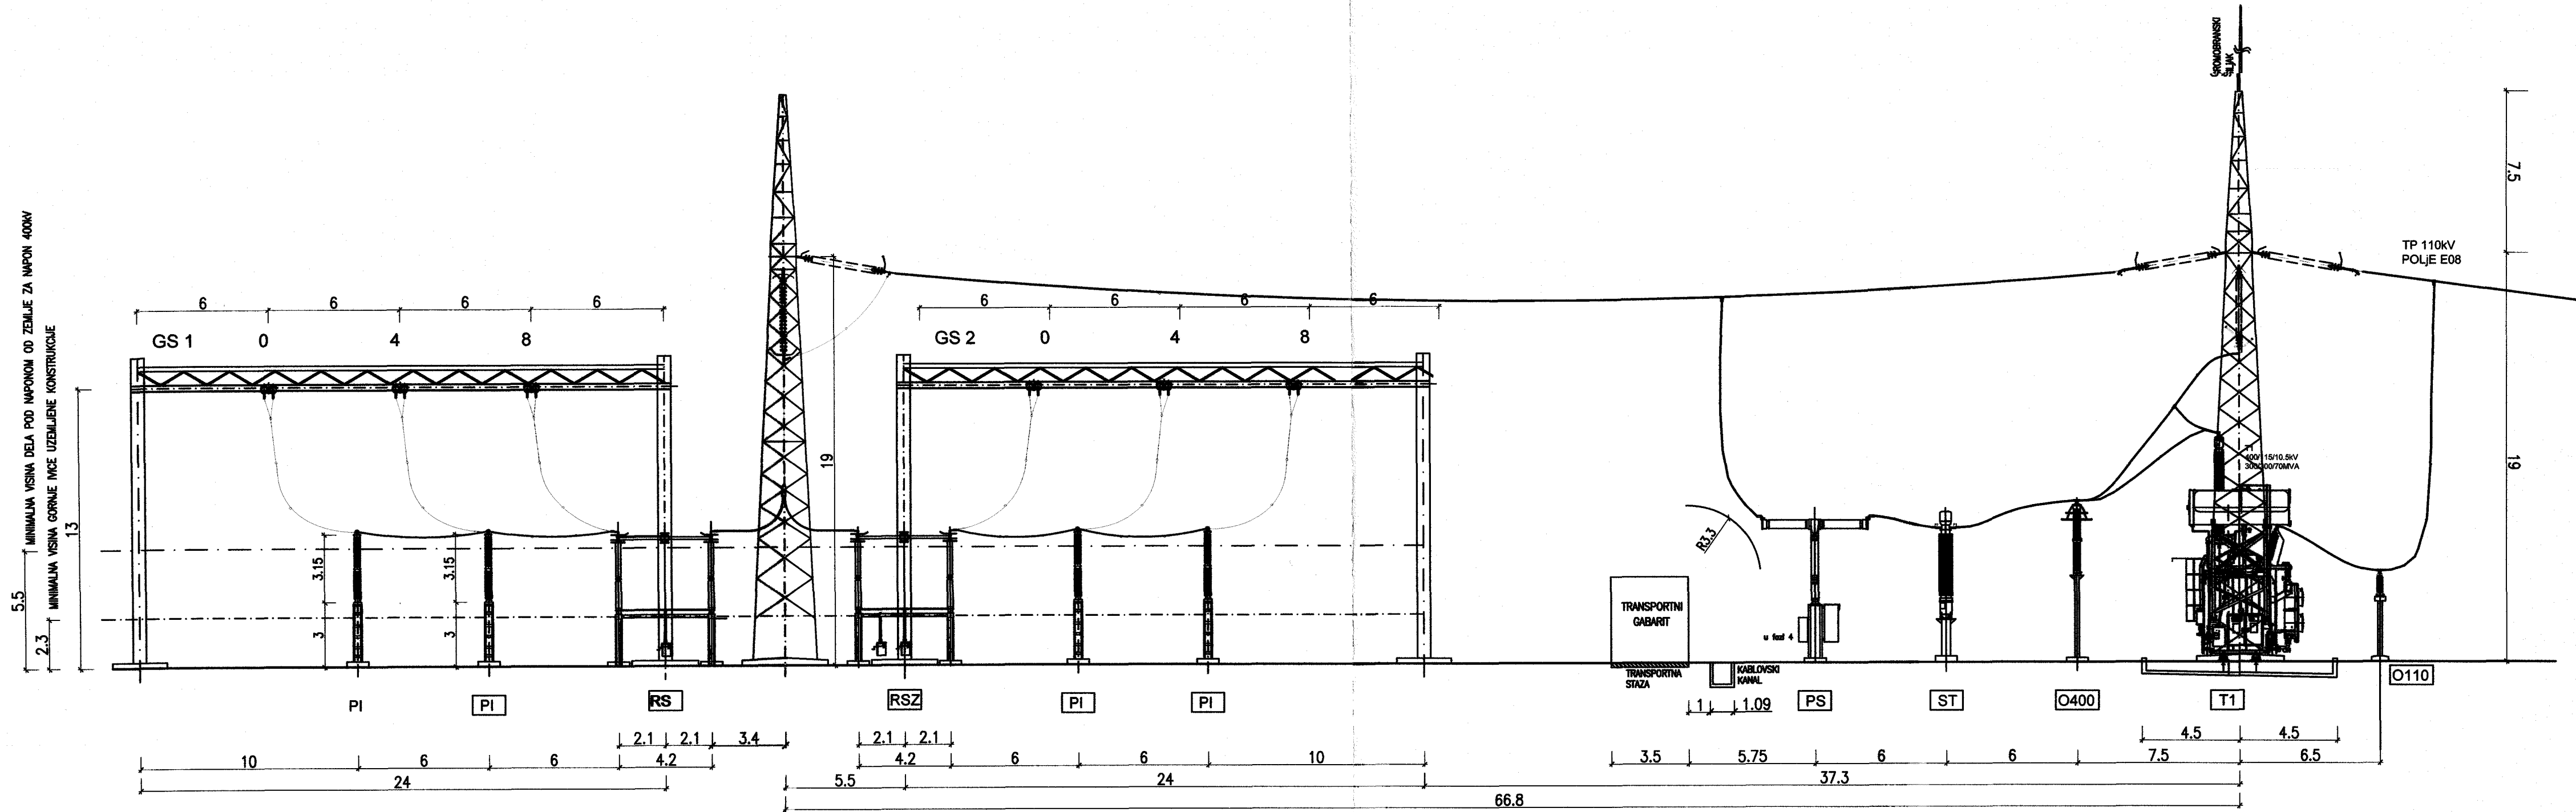 GROMOBRANSKI
ŠILJAK
7.5
TP 110kV
POLjE E08
6
6
6
6
6
6
6
6
GS 1
0
4
8
GS 2
0
4
8
MINIMALNA VISINA DELA POD NAPONOM OD ZEMLJE ZA NAPON 400kV
MINIMALNA VISINA GORNJE IVICE UZEMLJENE KONSTRUKCIJE
5.5
2.3
13
19
19
400/115/10.5kV
300/300/70MVA
R3.3
3.15
3.15
3
3
TRANSPORTNI
GABARIT
u fazi 4
TRANSPORTNA
STAZA
KABLOVSKI
KANAL
PI
PI
RS
RSZ
PI
PI
PS
ST
O400
T1
O110
1
1.09
2.1
2.1
3.4
2.1
2.1
4.5
4.5
10
6
6
4.2
4.2
6
6
10
3.5
5.75
6
6
7.5
6.5
24
5.5
24
37.3
66.8